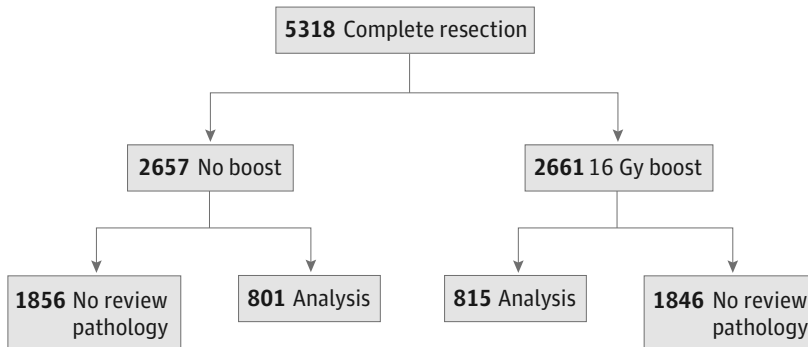 5318 Complete resection
2657 No boost
2661 16 Gy boost
1856 No review
pathology
801 Analysis
815 Analysis
1846 No review
pathology